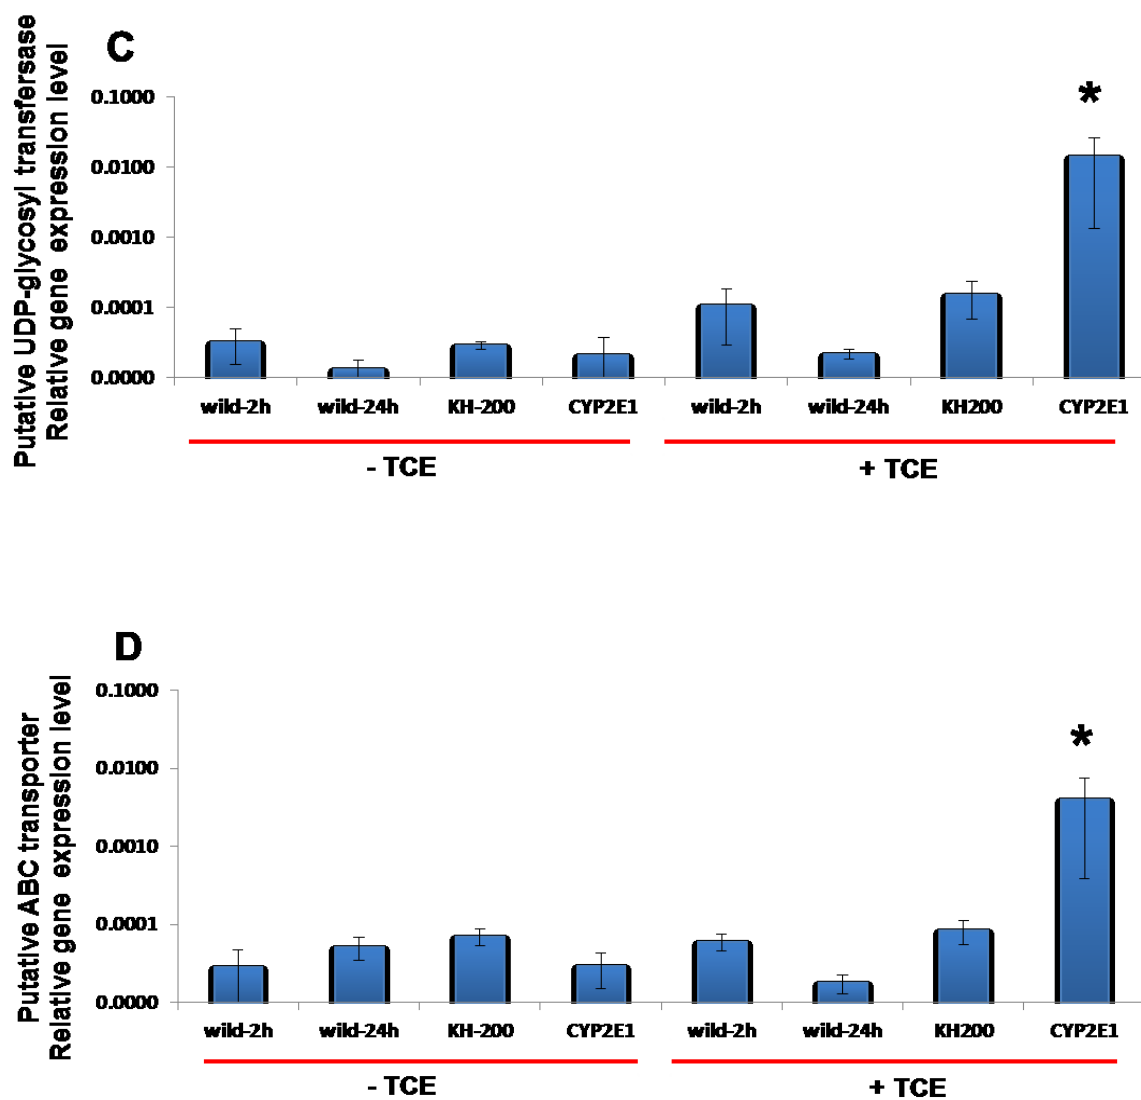 C
Putative UDP-glycosyl transfersase
Relative gene expression level
0.1000
0.0100
0.0010
0.0001
0.0000
*
wild-2h wild-24h KH-200 CYP2E1 wild-2h wild-24h KH200 CYP2E1
- TCE + TCE
D
Putative ABC transporter
Relative gene expression level
0.1000
0.0100
0.0010
0.0001
0.0000
*
wild-2h wild-24h KH-200 CYP2E1 wild-2h wild-24h KH200 CYP2E1
- TCE + TCE